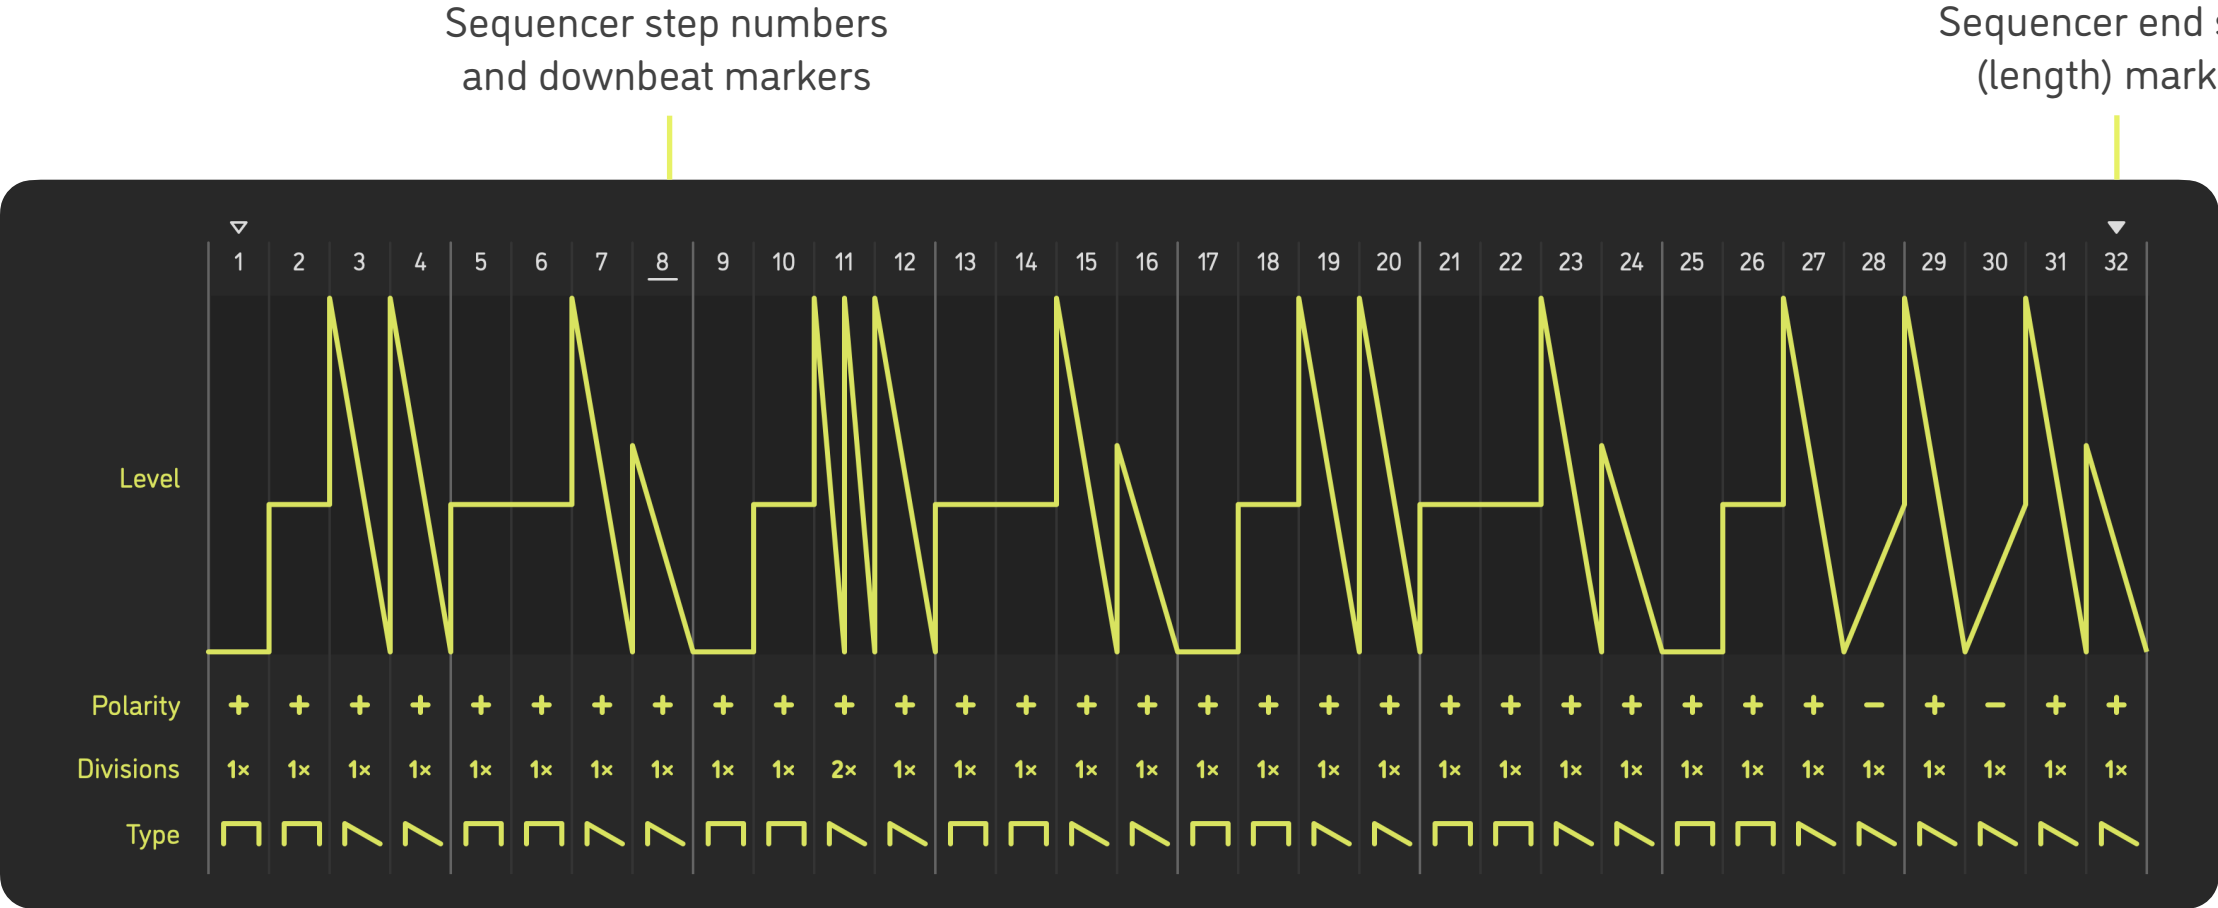 Sequencer step numbers
and downbeat markers
Sequencer end
(length) mark
1 2 3 4 5 6 7 8 9 10 11 12 13 14 15 16 17 18 19 20 21 22 23 24 25 26 27 28 29 30 31 32
Level
Polarity + + + + + + + + + + + + + + + + + + + + + + + + + + + − + − + +
Divisions 1× 1× 1× 1× 1× 1× 1× 1× 1× 1× 2× 1× 1× 1× 1× 1× 1× 1× 1× 1× 1× 1× 1× 1× 1× 1× 1× 1× 1× 1× 1× 1×
Type